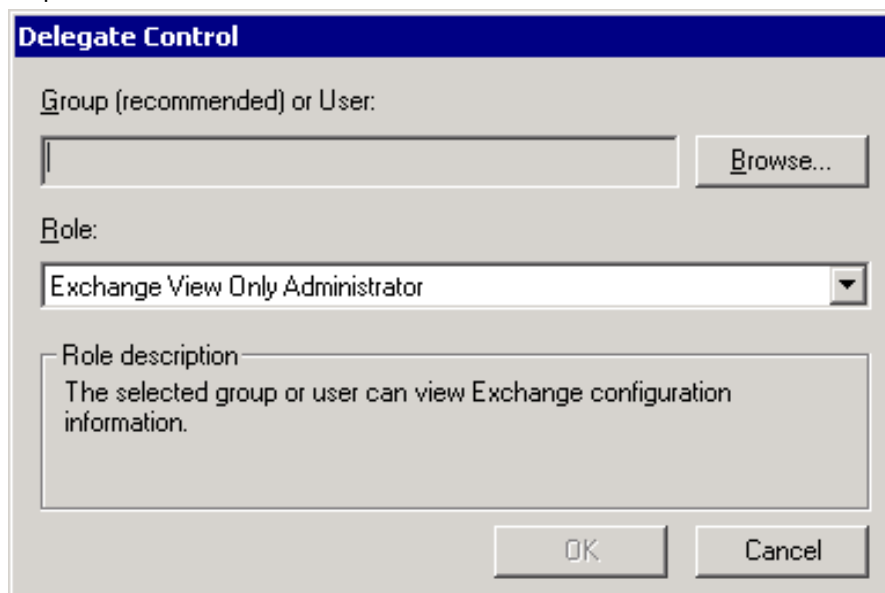 Delegate Control
Group (recommended) or User:
Browse...
Role:
Exchange View Only Administrator
Role description
The selected group or user can view Exchange configuration
information.
OK
Cancel